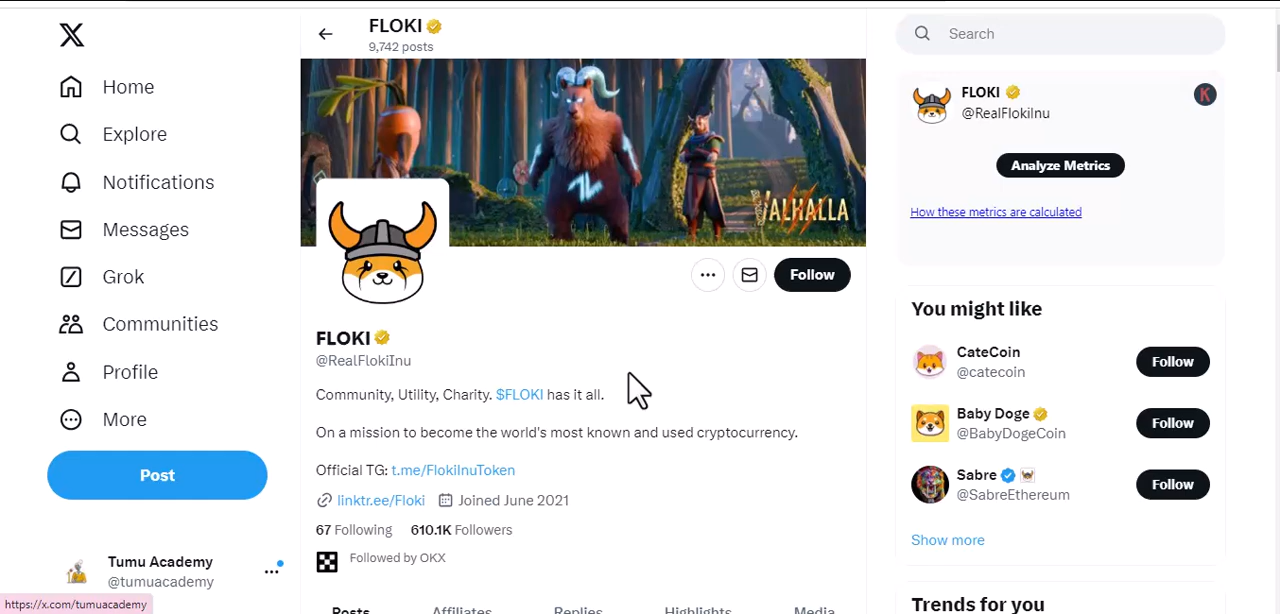 Home
Explore
Notifications
Messages
Grok
Communities
Profile
More
Post
Tumu Academy
@tumuacademy
https://x.com/tumuacademy
FLOKI
9,742 posts
VALHALLA
Follow
FLOKI
@RealFlokiInu
Community, Utility, Charity. $FLOKI has it all.
On a mission to become the world's most known and used cryptocurrency.
Official TG: t.me/FlokiInuToken
linktr.ee/Floki Joined June 2021
67 Following 610.1K Followers
Followed by OKX
Posts Affiliates Replies Highlights Media
Search
FLOKI
@RealFlokiInu
K
Analyze Metrics
How these metrics are calculated
You might like
CateCoin
@catecoin
Follow
Baby Doge
@BabyDogeCoin
Follow
Sabre
@SabreEthereum
Follow
Show more
Trends for you